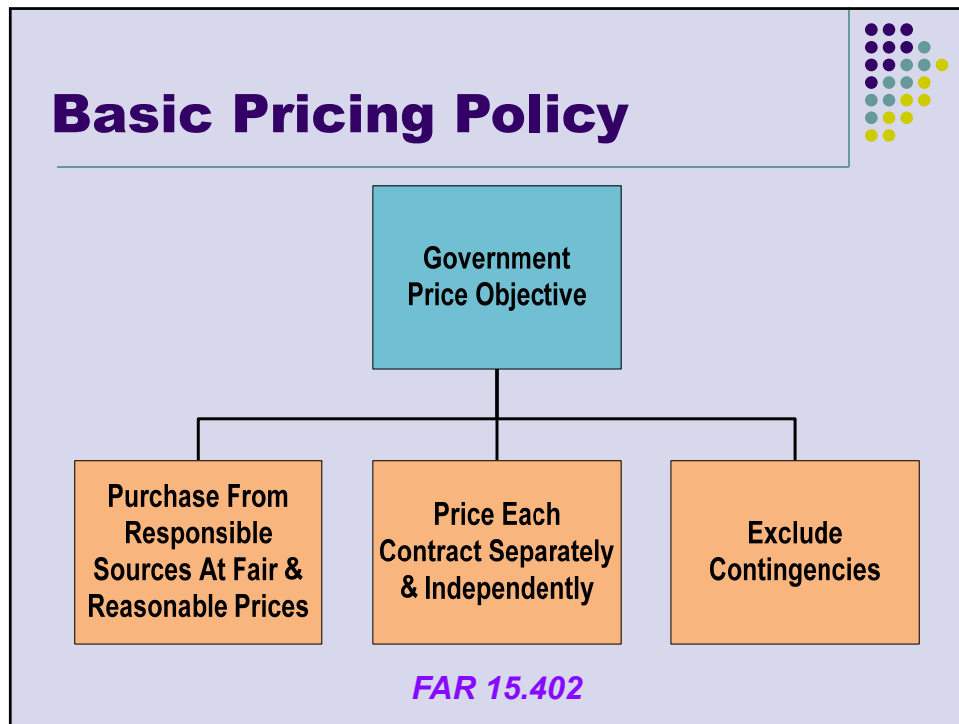 Basic Pricing Policy
Government
Price Objective
Purchase From
Responsible
Sources At Fair &
Reasonable Prices
Price Each
Contract Separately
& Independently
Exclude
Contingencies
FAR 15.402